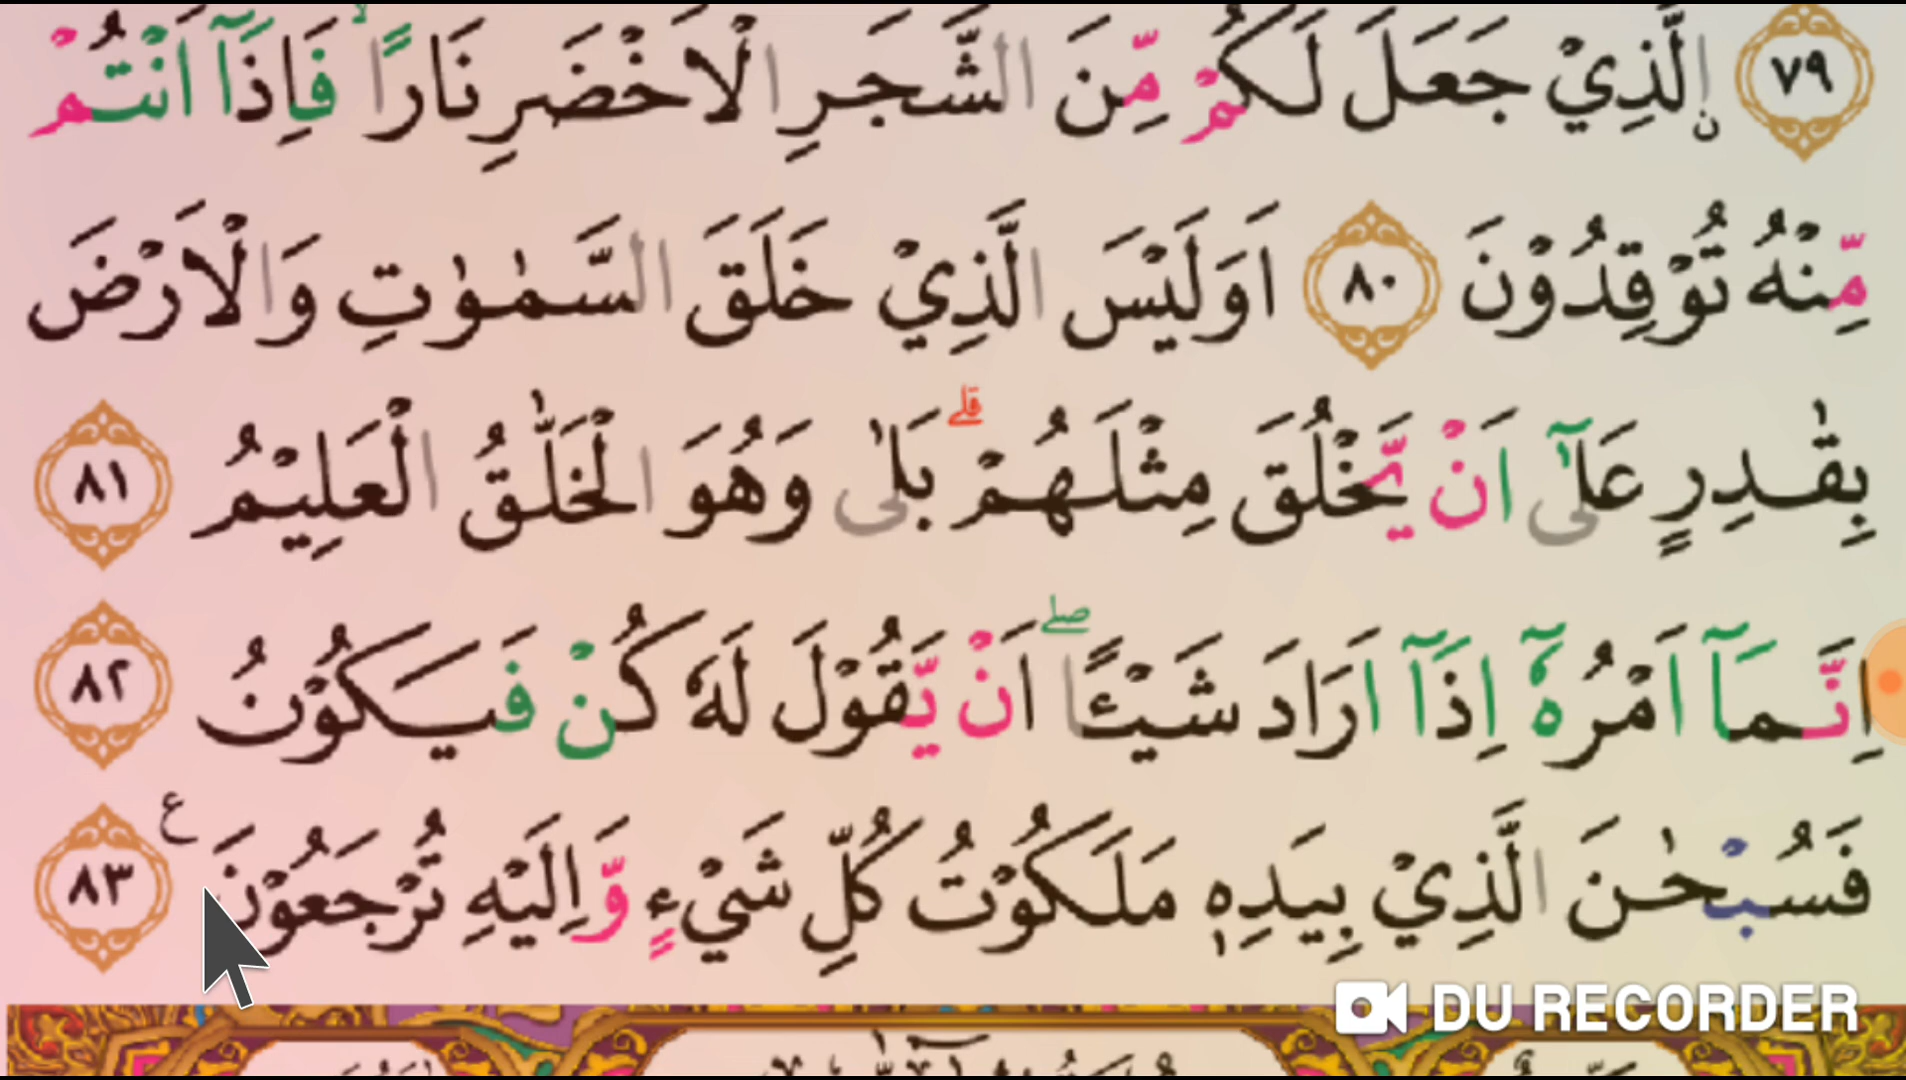 ٧٩ ࣙالَّذِيْ جَعَلَ لَكُمْ مِّنَ الشَّجَرِ الْاَخْضَرِ نَارًاۙ فَاِذَآ اَنْتُمْ
مِّنْهُ تُوْقِدُوْنَ ٨٠ اَوَلَيْسَ الَّذِيْ خَلَقَ السَّمٰوٰتِ وَالْاَرْضَ
بِقٰدِرٍ عَلٰٓى اَنْ يَّخْلُقَ مِثْلَهُمْ ۗبَلٰى وَهُوَ الْخَلّٰقُ الْعَلِيْمُ ٨١
اِنَّمَآ اَمْرُهٗٓ اِذَآ اَرَادَ شَيْـًٔاۖ اَنْ يَّقُوْلَ لَهٗ كُنْ فَيَكُوْنُ ٨٢
فَسُبْحٰنَ الَّذِيْ بِيَدِهٖ مَلَكُوْتُ كُلِّ شَيْءٍ وَّاِلَيْهِ تُرْجَعُوْنَ ࣖ ٨٣
DU RECORDER